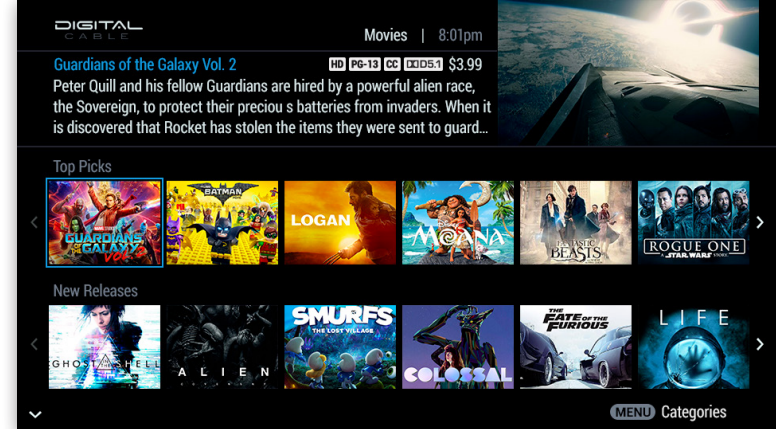 DIGITAL
CABLE
Movies | 8:01pm
Guardians of the Galaxy Vol. 2 HD PG-13 CC DD5.1 $3.99
Peter Quill and his fellow Guardians are hired by a powerful alien race,
the Sovereign, to protect their preciou s batteries from invaders. When it
is discovered that Rocket has stolen the items they were sent to guard...
Top Picks
GUARDIANS
OF THE GALAXY
VOL. 2
BATMAN
LOGAN
MOANA
FANTASTIC
BEASTS
ROGUE ONE
A STAR WARS STORY
New Releases
GHOST IN THE SHELL
ALIEN
COVENANT
SMURFS
THE LOST VILLAGE
COLOSSAL
THE
FATE OF THE
FURIOUS
LIFE
MENU Categories